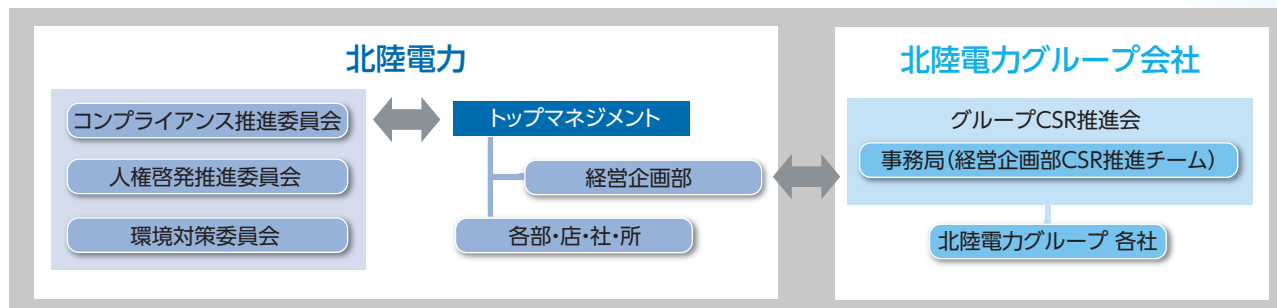 北陸電力
コンプライアンス推進委員会
人権啓発推進委員会
環境対策委員会
トップマネジメント
経営企画部
各部・店・社・所
北陸電力グループ会社
グループCSR推進会
事務局（経営企画部CSR推進チーム）
北陸電力グループ 各社